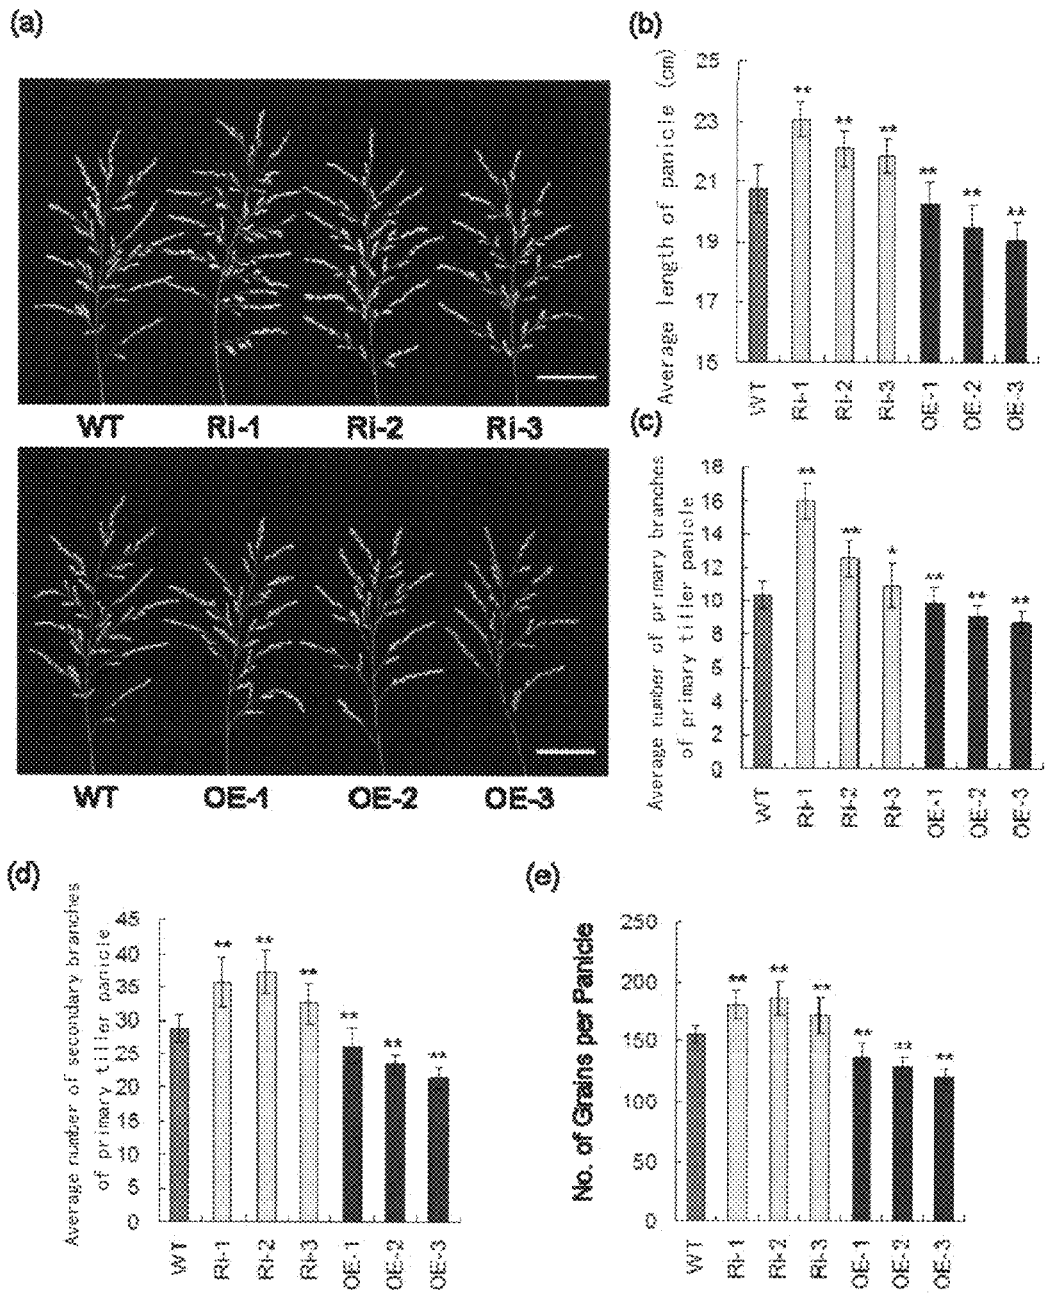 (a)
WT Ri-1 Ri-2 Ri-3
WT OE-1 OE-2 OE-3
(b)
Average length of panicle (cm)
25
23
21
19
17
15
** ** ** ** ** **
WT Ri-1 Ri-2 Ri-3 OE-1 OE-2 OE-3
(c)
Average number of primary branches
of primary tiller panicle
18
16
14
12
10
8
6
4
2
0
** ** * ** ** **
WT Ri-1 Ri-2 Ri-3 OE-1 OE-2 OE-3
(d)
Average number of secondary branches
of primary tiller panicle
45
40
35
30
25
20
15
10
5
0
** ** ** ** ** **
WT Ri-1 Ri-2 Ri-3 OE-1 OE-2 OE-3
(e)
No. of Grains per Panicle
250
200
150
100
50
0
** ** ** ** ** **
WT Ri-1 Ri-2 Ri-3 OE-1 OE-2 OE-3